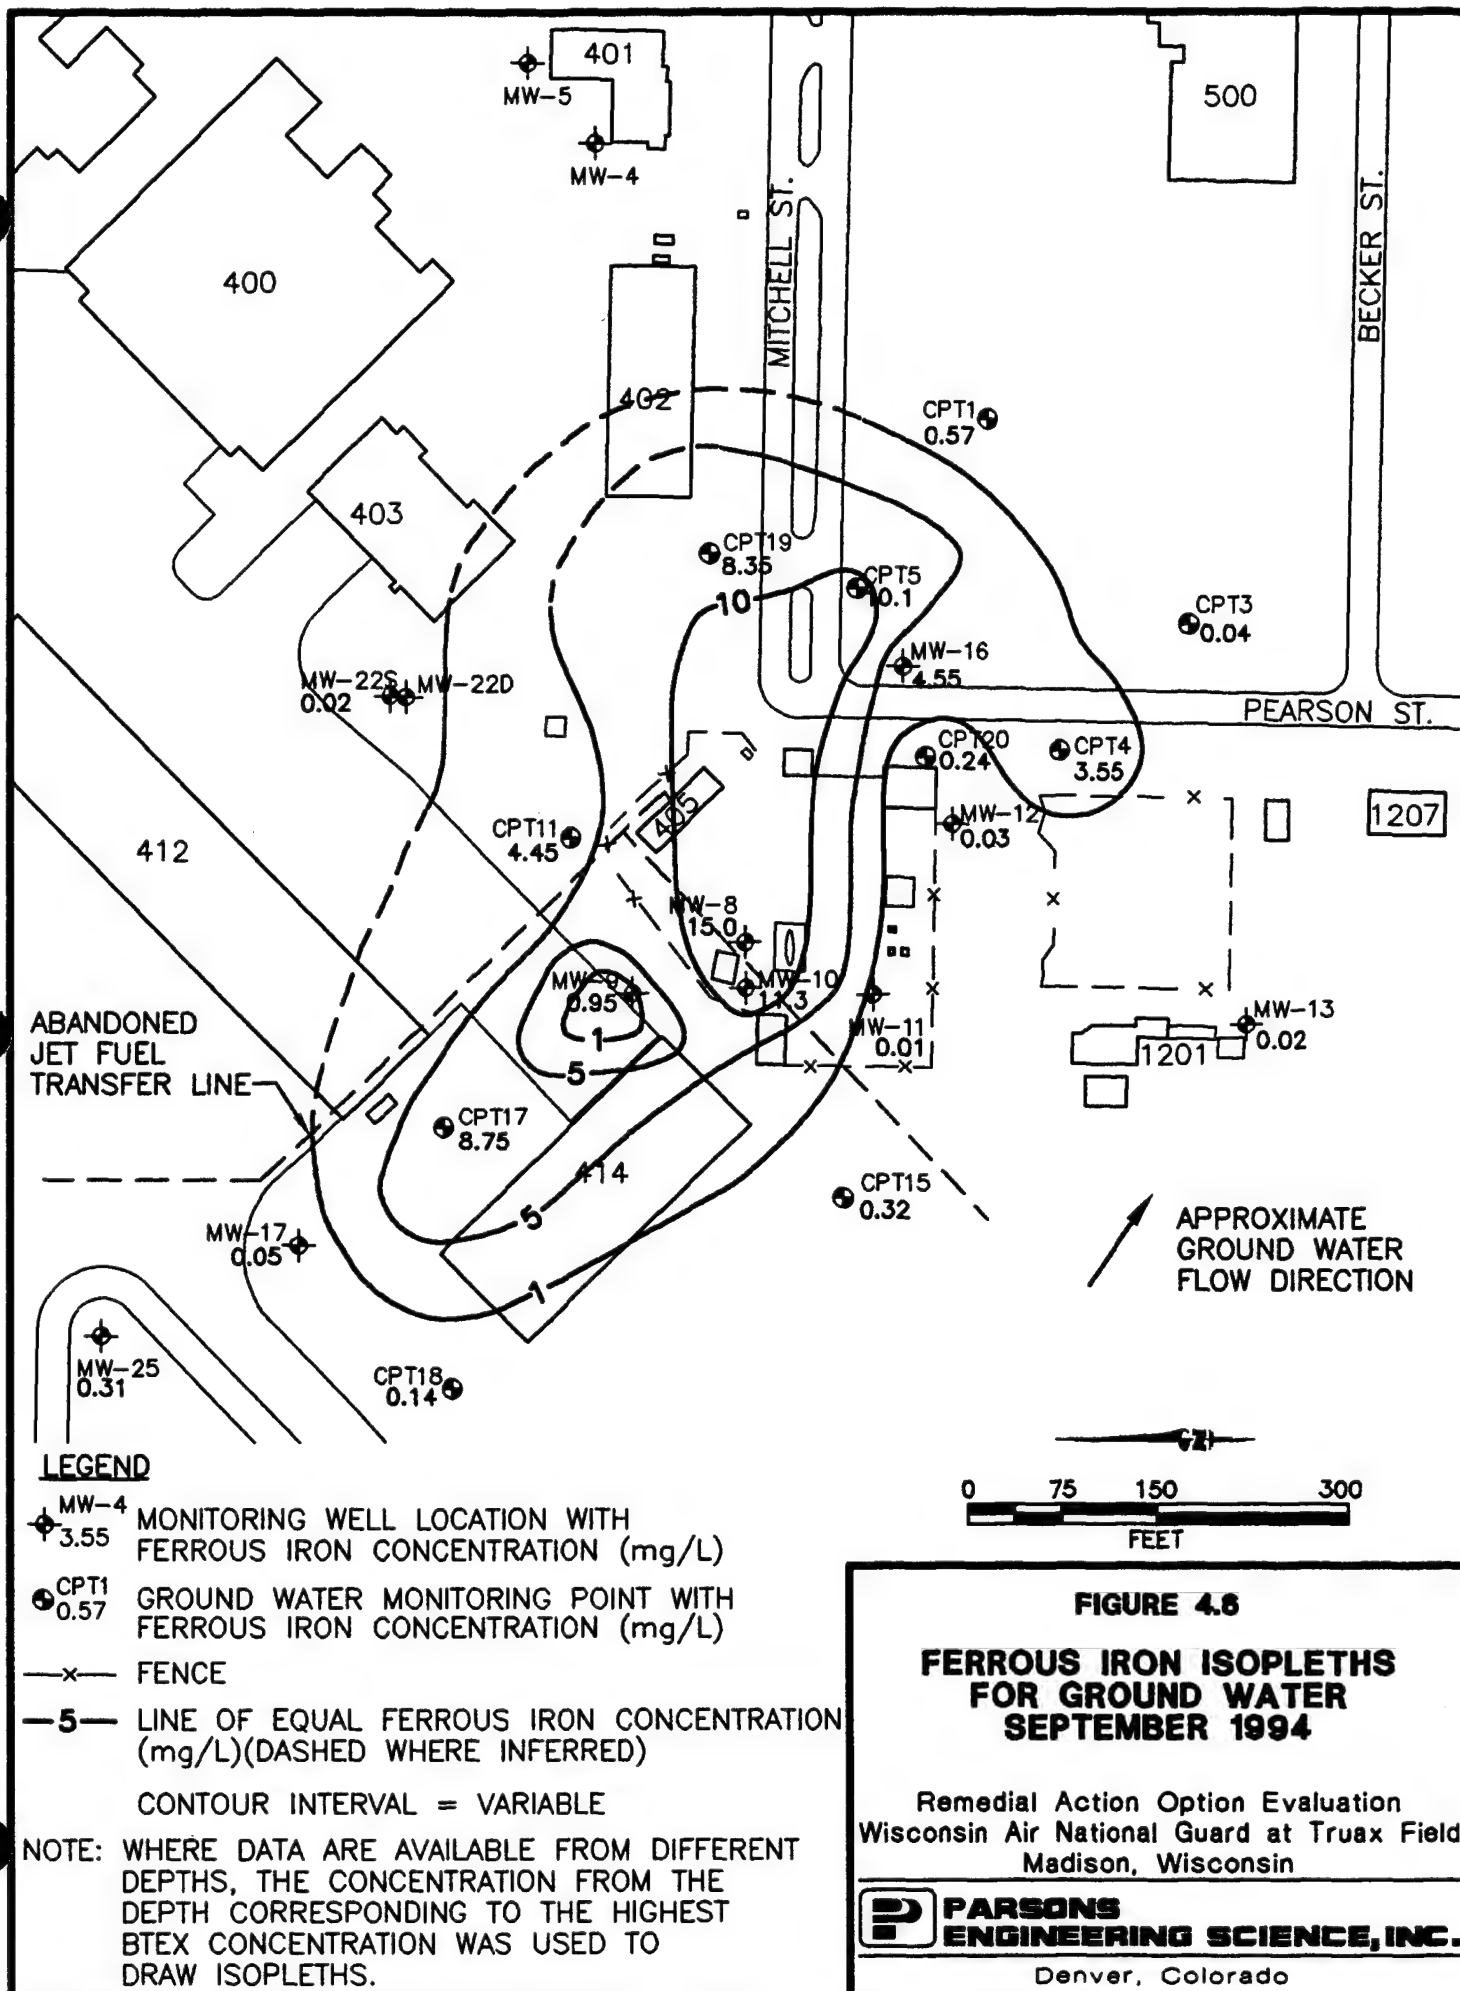 401
MW-5
MW-4
500
MITCHELL ST.
BECKER ST.
400
402
CPT1
0.57
403
CPT19
8.35
10
CPT5
10.1
CPT3
0.04
MW-16
4.55
MW-22S
0.02
MW-22D
PEARSON ST.
CPT20
0.24
CPT4
3.55
405
CPT11
4.45
MW-12
0.03
1207
412
MW-8
15.0
MW-9
0.95
MW-10
11.3
1
5
MW-11
0.01
MW-13
0.02
1201
ABANDONED
JET FUEL
TRANSFER LINE
CPT17
8.75
414
5
CPT15
0.32
MW-17
0.05
APPROXIMATE
GROUND WATER
FLOW DIRECTION
1
MW-25
0.31
CPT18
0.14
LEGEND
MW-4
3.55
MONITORING WELL LOCATION WITH
FERROUS IRON CONCENTRATION (mg/L)
CPT1
0.57
GROUND WATER MONITORING POINT WITH
FERROUS IRON CONCENTRATION (mg/L)
—x— FENCE
—5— LINE OF EQUAL FERROUS IRON CONCENTRATION
(mg/L)(DASHED WHERE INFERRED)
CONTOUR INTERVAL = VARIABLE
NOTE: WHERE DATA ARE AVAILABLE FROM DIFFERENT
DEPTHS, THE CONCENTRATION FROM THE
DEPTH CORRESPONDING TO THE HIGHEST
BTEX CONCENTRATION WAS USED TO
DRAW ISOPLETHS.
0 75 150 300
FEET
FIGURE 4.6
FERROUS IRON ISOPLETHS
FOR GROUND WATER
SEPTEMBER 1994
Remedial Action Option Evaluation
Wisconsin Air National Guard at Truax Field
Madison, Wisconsin
PARSONS
ENGINEERING SCIENCE, INC.
Denver, Colorado